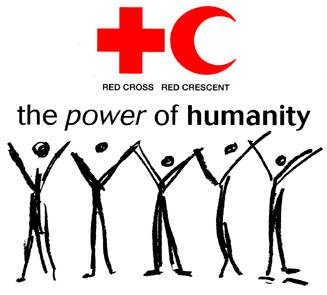 RED CROSS RED CRESCENT
the power of humanity